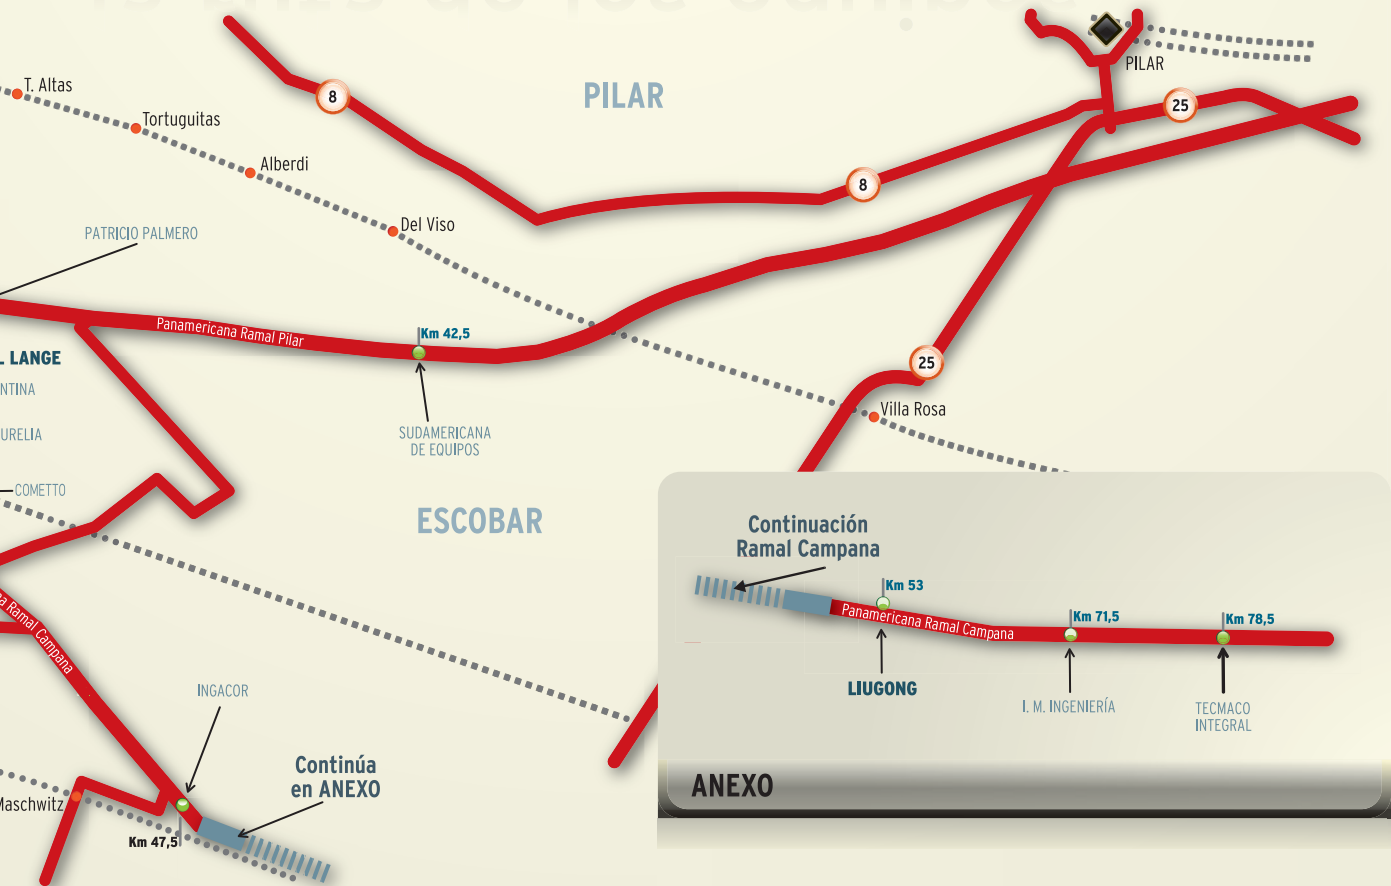 PILAR
PILAR
T. Altas
8
25
Tortuguitas
Alberdi
8
Del Viso
PATRICIO PALMERO
Panamericana Ramal Pilar
Km 42,5
L LANGE
25
NTINA
Villa Rosa
URELIA
SUDAMERICANA
DE EQUIPOS
COMETTO
ESCOBAR
Continuación
Ramal Campana
Km 53
Panamericana Ramal Campana
Km 71,5
Km 78,5
a Ramal Campana
LIUGONG
INGACOR
I. M. INGENIERÍA
TECMACO
INTEGRAL
Continúa
en ANEXO
ANEXO
Maschwitz
Km 47,5